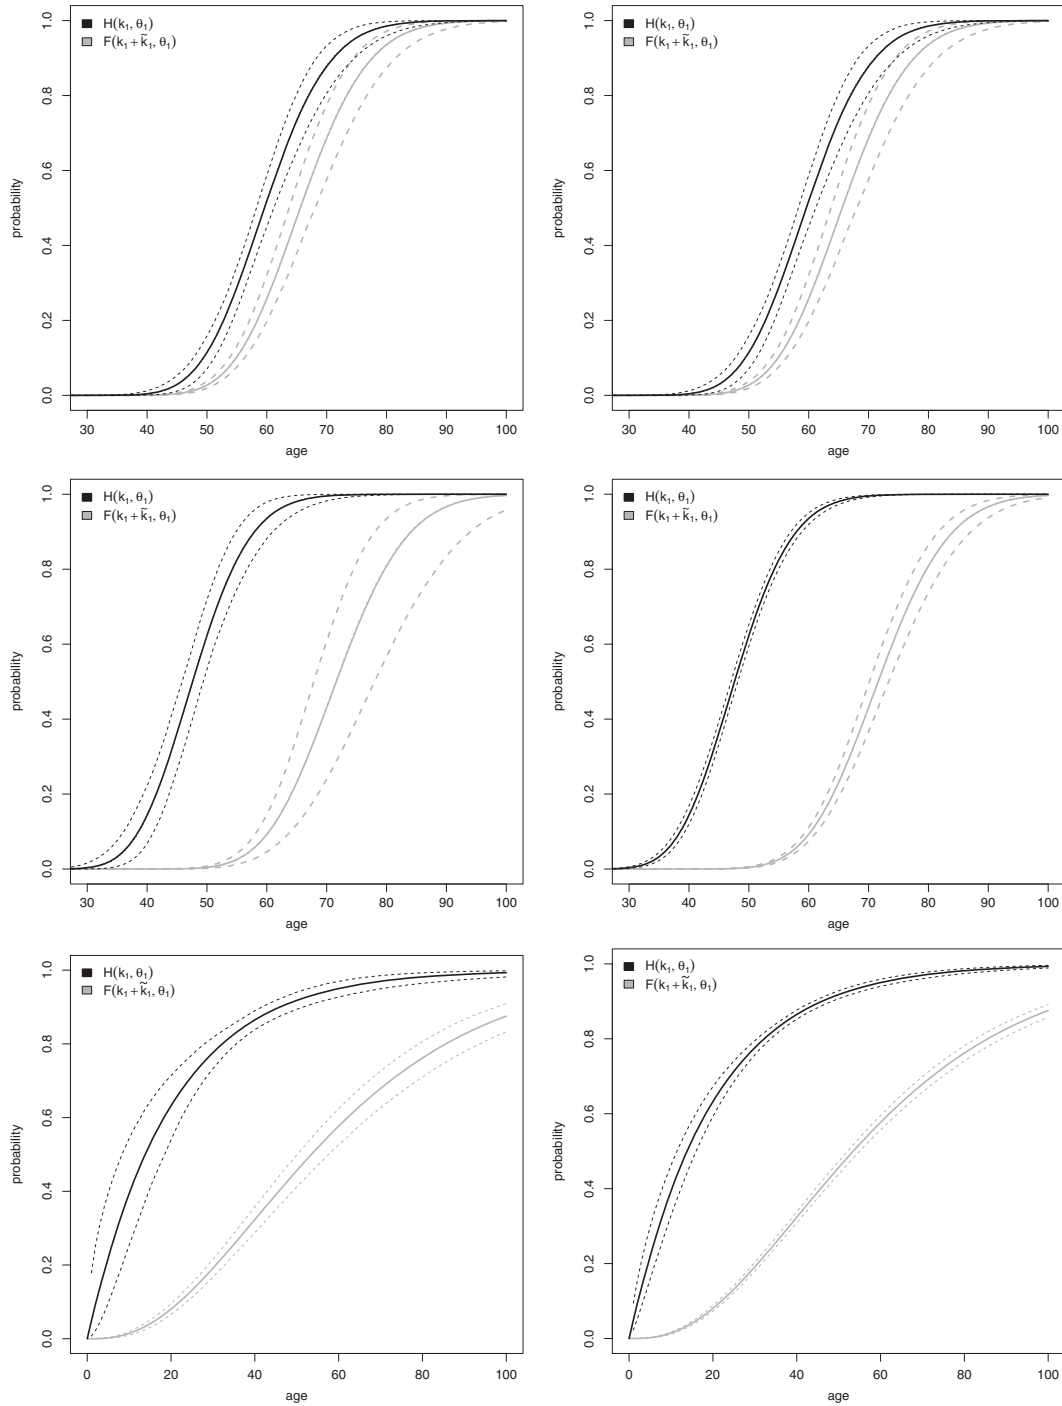 H(k₁, θ₁)
F(k₁ + k̃₁, θ₁)
probability
0.0 0.2 0.4 0.6 0.8 1.0
30 40 50 60 70 80 90 100
age
H(k₁, θ₁)
F(k₁ + k̃₁, θ₁)
probability
0.0 0.2 0.4 0.6 0.8 1.0
30 40 50 60 70 80 90 100
age
H(k₁, θ₁)
F(k₁ + k̃₁, θ₁)
probability
0.0 0.2 0.4 0.6 0.8 1.0
30 40 50 60 70 80 90 100
age
H(k₁, θ₁)
F(k₁ + k̃₁, θ₁)
probability
0.0 0.2 0.4 0.6 0.8 1.0
30 40 50 60 70 80 90 100
age
H(k₁, θ₁)
F(k₁ + k̃₁, θ₁)
probability
0.0 0.2 0.4 0.6 0.8 1.0
0 20 40 60 80 100
age
H(k₁, θ₁)
F(k₁ + k̃₁, θ₁)
probability
0.0 0.2 0.4 0.6 0.8 1.0
0 20 40 60 80 100
age